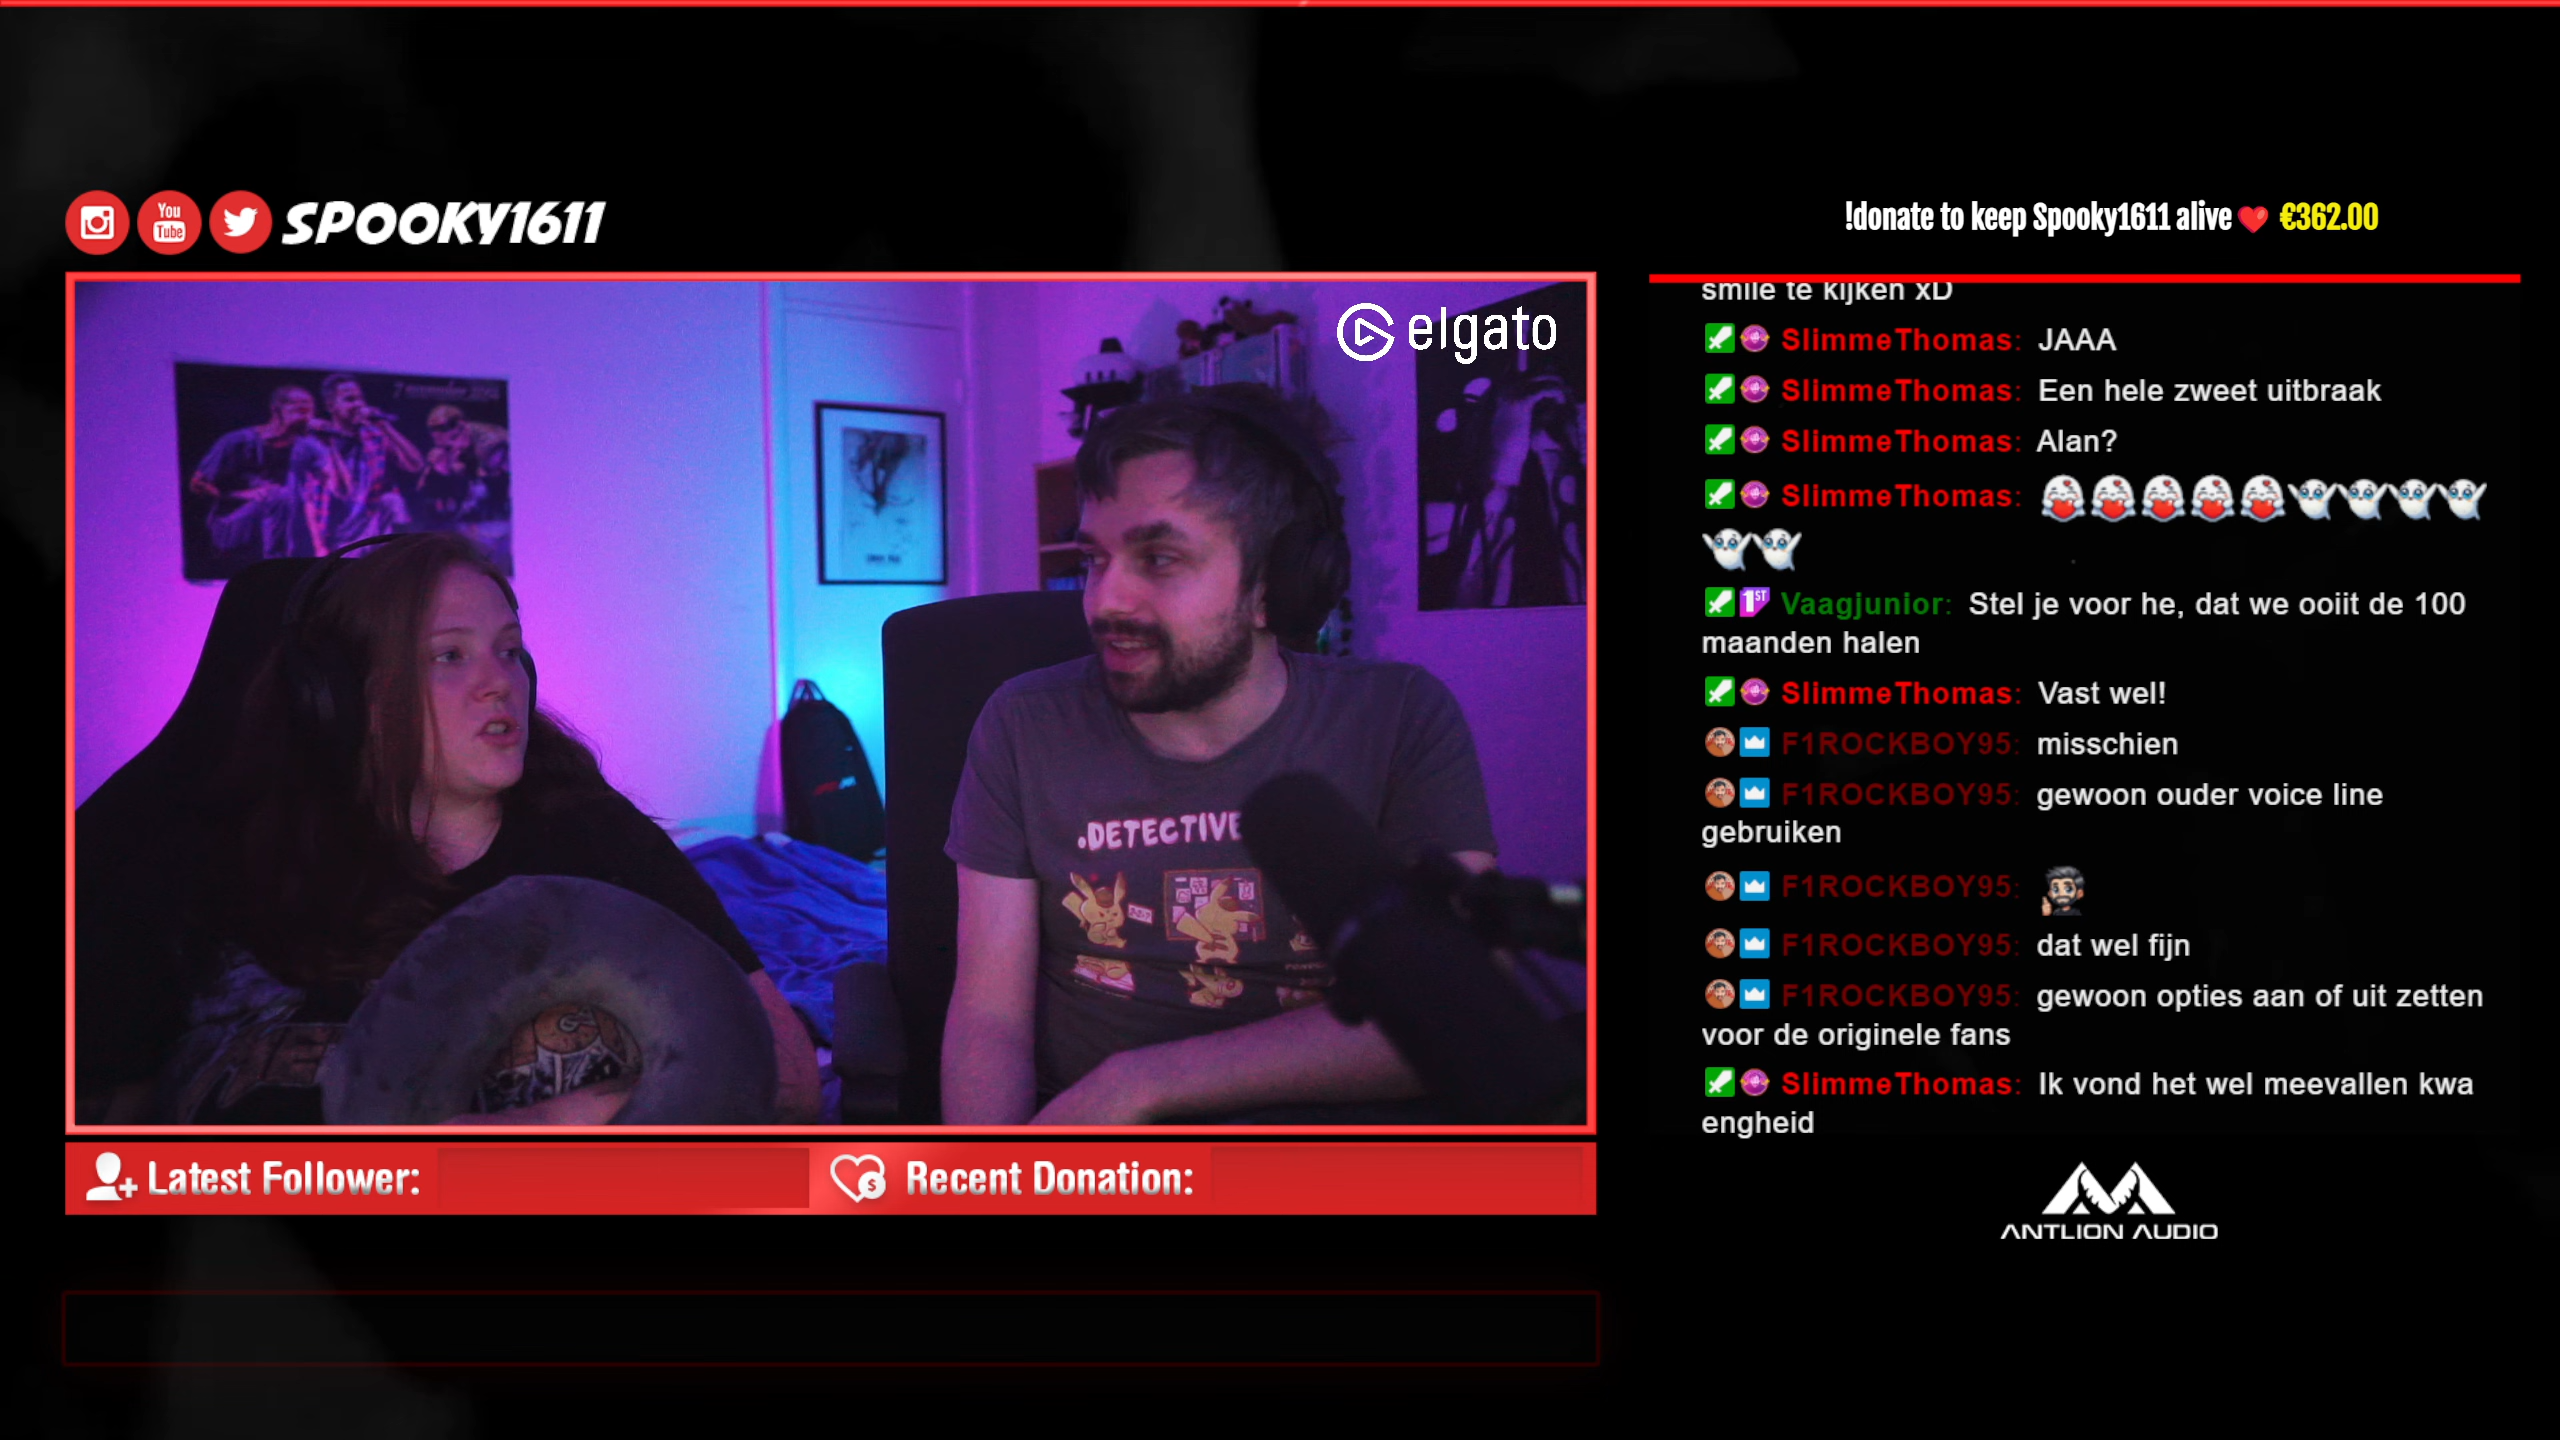 You
Tube
SPOOKY1611
!donate to keep Spooky1611 alive ❤ €362.00
elgato
.DETECTIVE
smile te kijken xD
SlimmeThomas: JAAA
SlimmeThomas: Een hele zweet uitbraak
SlimmeThomas: Alan?
SlimmeThomas:
1ST Vaagjunior: Stel je voor he, dat we ooiit de 100
maanden halen
SlimmeThomas: Vast wel!
F1ROCKBOY95: misschien
F1ROCKBOY95: gewoon ouder voice line
gebruiken
F1ROCKBOY95:
F1ROCKBOY95: dat wel fijn
F1ROCKBOY95: gewoon opties aan of uit zetten
voor de originele fans
SlimmeThomas: Ik vond het wel meevallen kwa
engheid
Latest Follower:
Recent Donation:
ANTLION AUDIO